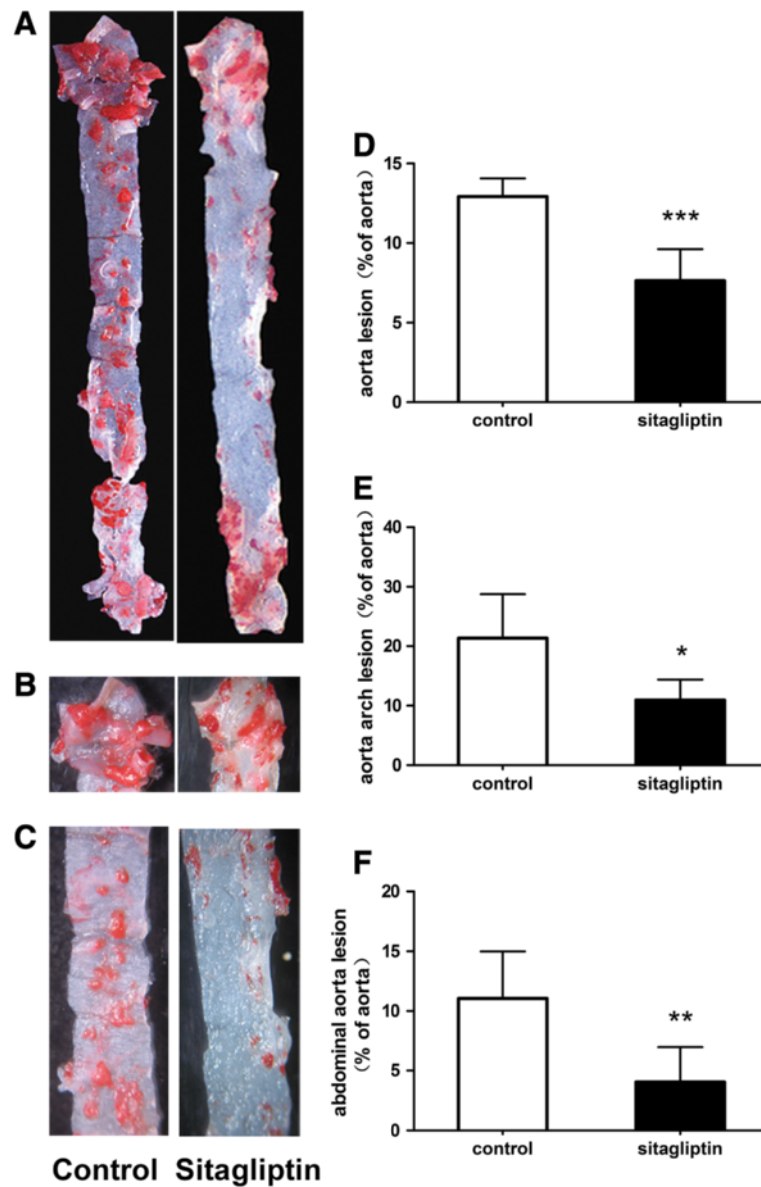 A
B
C
Control Sitagliptin
D
aorta lesion (%of aorta)
15
10
5
0
***
control
sitagliptin
E
aorta arch lesion (%of aorta)
40
30
20
10
0
*
control
sitagliptin
F
abdominal aorta lesion
(% of aorta)
20
15
10
5
0
**
control
sitagliptin